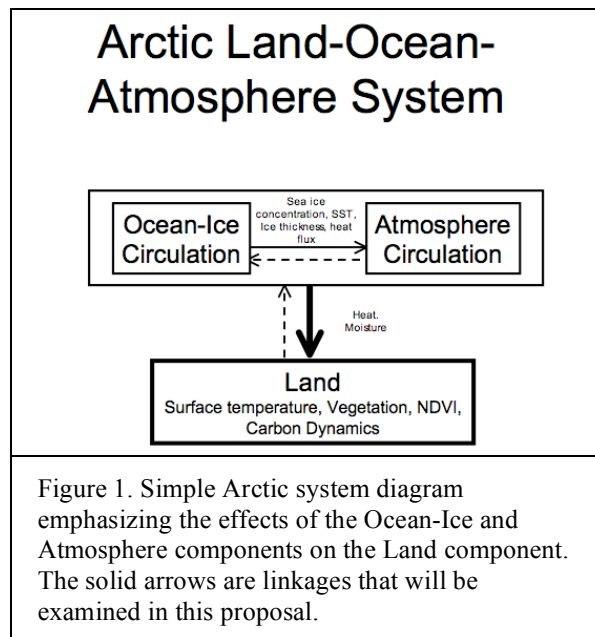 Arctic Land-Ocean-
Atmosphere System
Sea ice
concentration, SST,
Ice thickness, heat
flux
Ocean-Ice
Circulation
Atmosphere
Circulation
Heat.
Moisture
Land
Surface temperature, Vegetation, NDVI,
Carbon Dynamics
Figure 1. Simple Arctic system diagram
emphasizing the effects of the Ocean-Ice and
Atmosphere components on the Land component.
The solid arrows are linkages that will be
examined in this proposal.